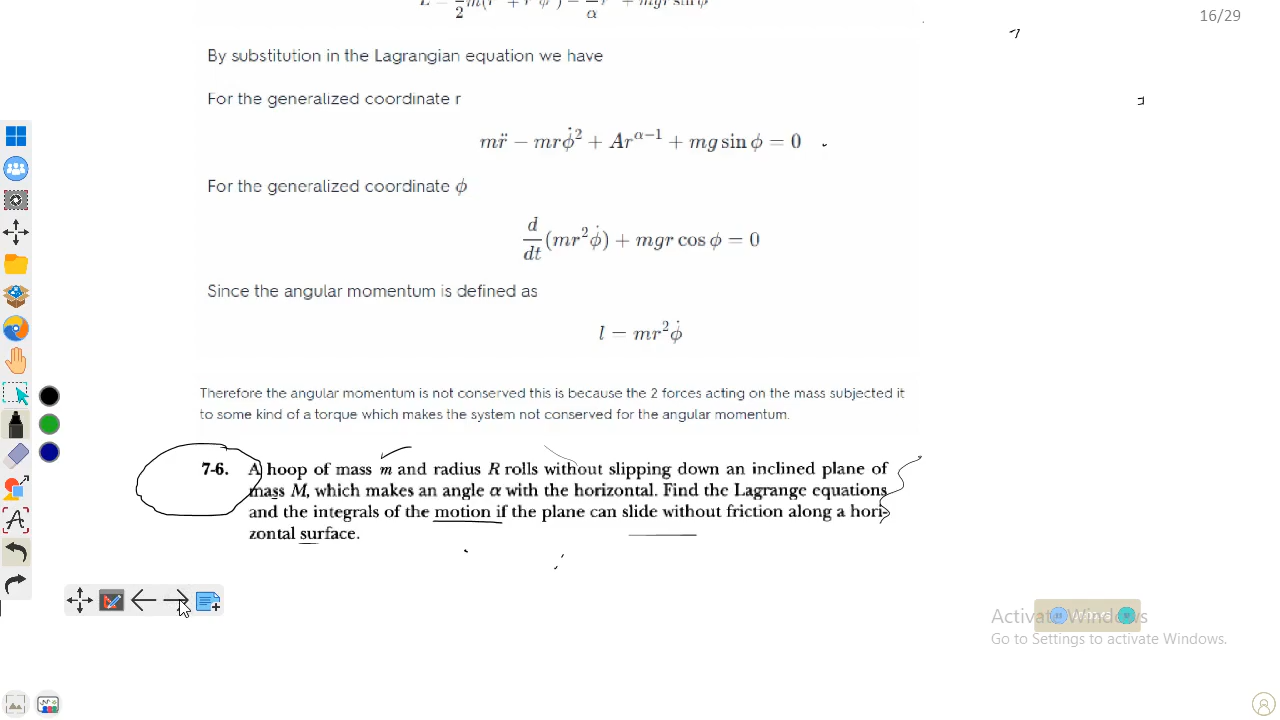 16/29
By substitution in the Lagrangian equation we have
For the generalized coordinate r
mr̈ − mrϕ̇² + Ar^{α−1} + mg sin ϕ = 0
For the generalized coordinate ϕ
d/dt (mr²ϕ̇) + mgr cos ϕ = 0
Since the angular momentum is defined as
l = mr²ϕ̇
Therefore the angular momentum is not conserved this is because the 2 forces acting on the mass subjected it
to some kind of a torque which makes the system not conserved for the angular momentum.
7-6. A hoop of mass m and radius R rolls without slipping down an inclined plane of
mass M, which makes an angle α with the horizontal. Find the Lagrange equations
and the integrals of the motion if the plane can slide without friction along a hori-
zontal surface.
Activate Windows
Go to Settings to activate Windows.